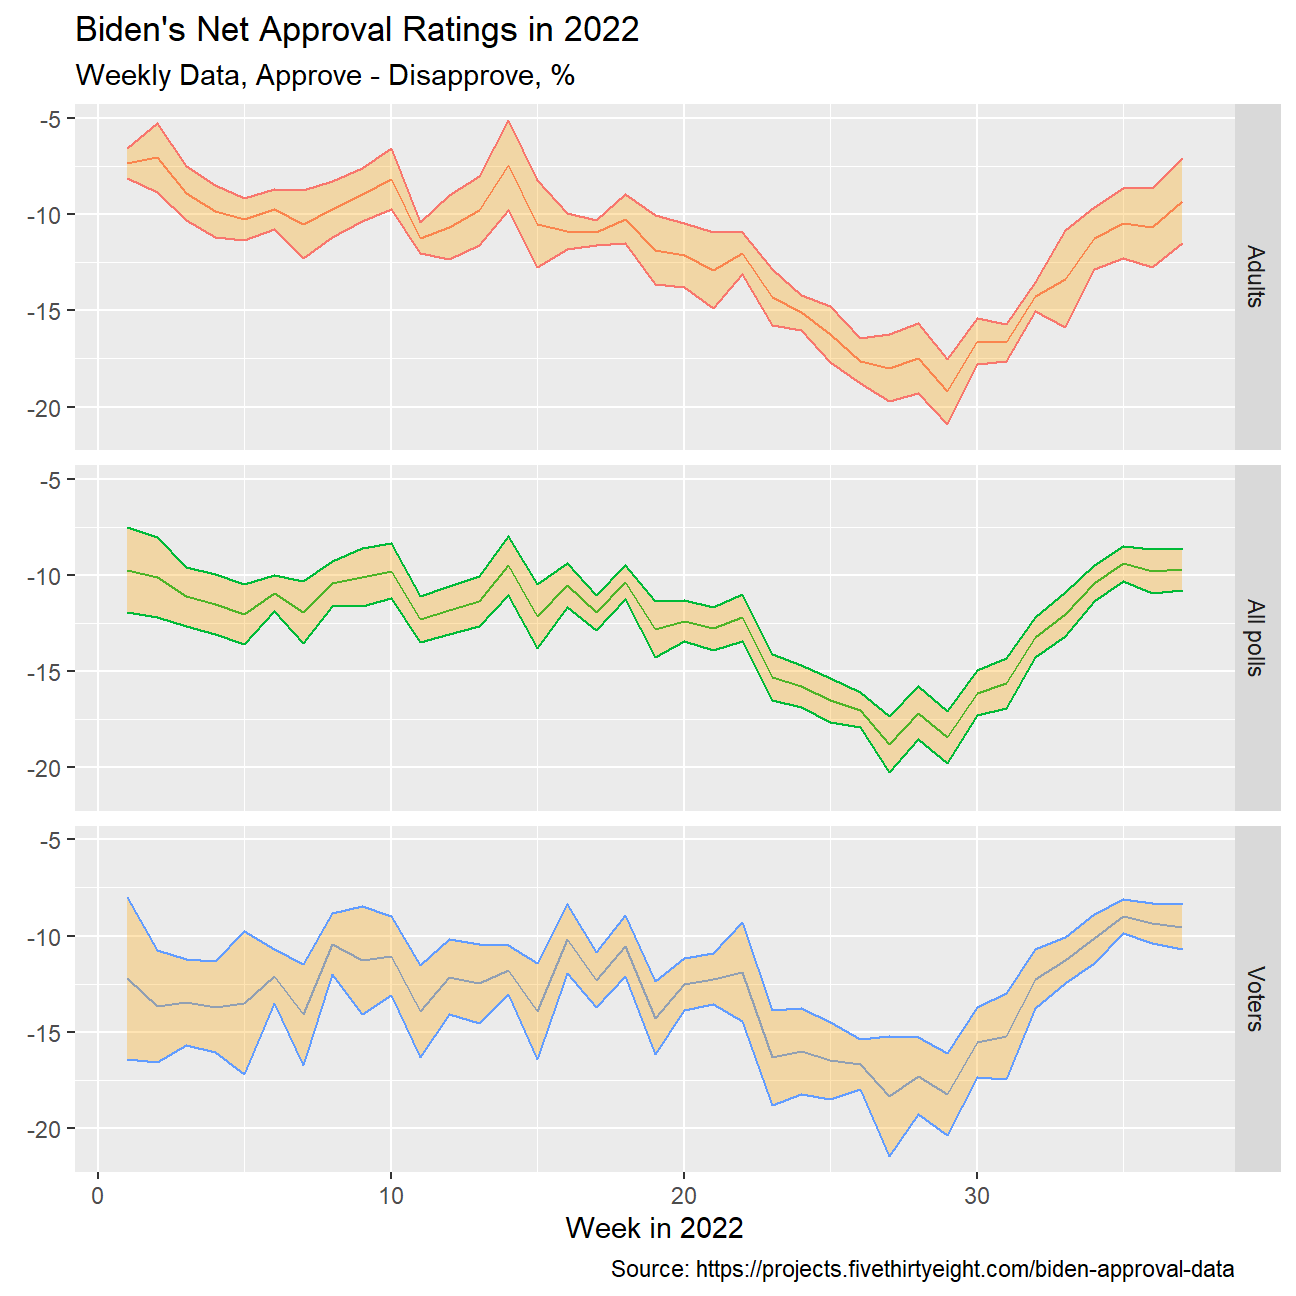 Biden's Net Approval Ratings in 2022
Weekly Data, Approve - Disapprove, %
-5
-10
-15
-20
Adults
-5
-10
-15
-20
All polls
-5
-10
-15
-20
Voters
0 10 20 30
Week in 2022
Source: https://projects.fivethirtyeight.com/biden-approval-data